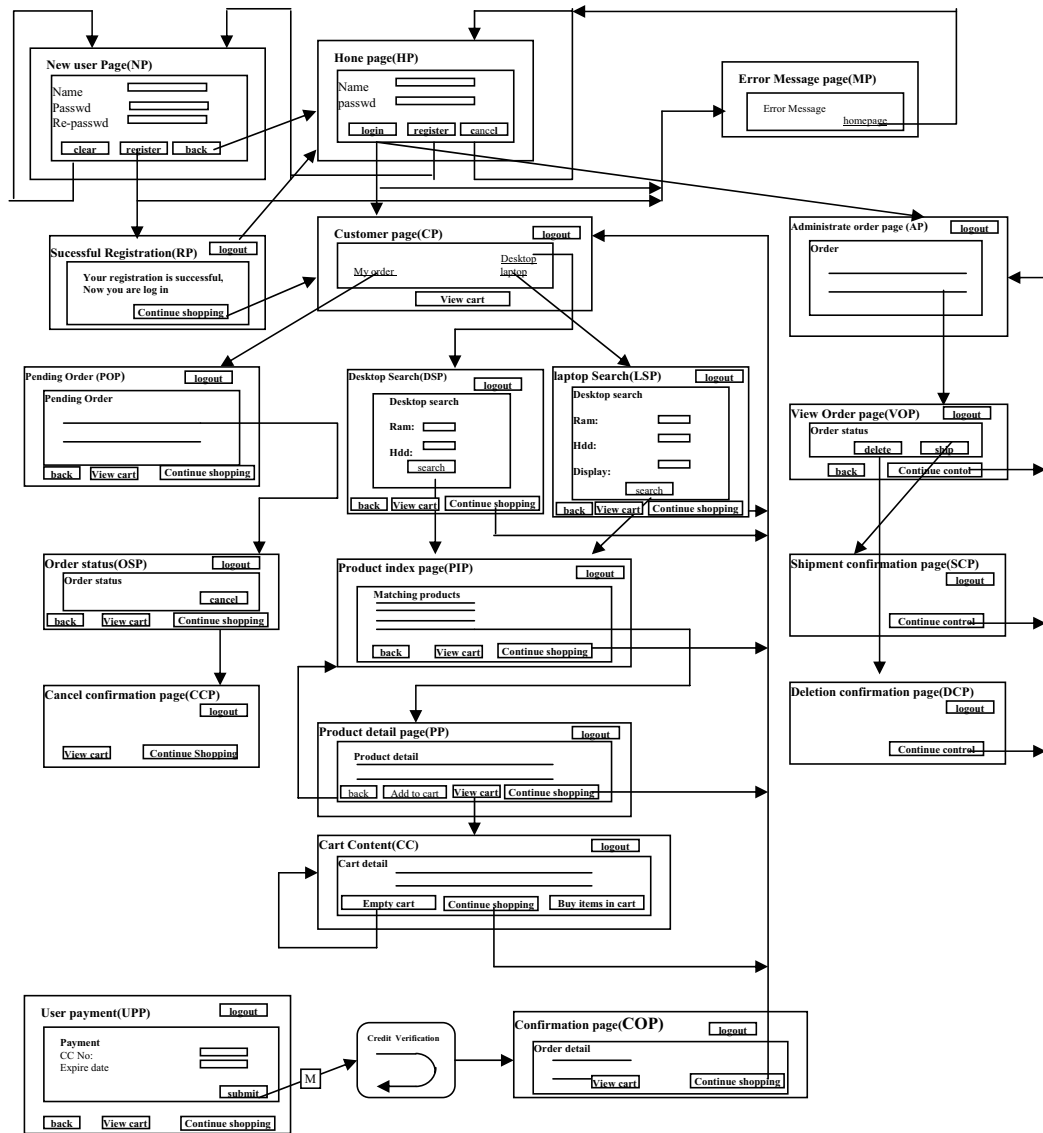 New user Page(NP)
Name
Passwd
Re-passwd
clear
register
back
Hone page(HP)
Name
passwd
login
register
cancel
Error Message page(MP)
Error Message
homepage
Sucessful Registration(RP)
logout
Your registration is successful,
Now you are log in
Continue shopping
Customer page(CP)
logout
My order
Desktop
laptop
View cart
Administrate order page (AP)
logout
Order
Pending Order (POP)
logout
Pending Order
back
View cart
Continue shopping
Desktop Search(DSP)
logout
Desktop search
Ram:
Hdd:
search
back
View cart
Continue shopping
laptop Search(LSP)
logout
Desktop search
Ram:
Hdd:
Display:
search
back
View cart
Continue shopping
View Order page(VOP)
logout
Order status
delete
ship
back
Continue contol
Order status(OSP)
logout
Order status
cancel
back
View cart
Continue shopping
Product index page(PIP)
logout
Matching products
back
View cart
Continue shopping
Shipment confirmation page(SCP)
logout
Continue control
Cancel confirmation page(CCP)
logout
View cart
Continue Shopping
Product detail page(PP)
logout
Product detail
back
Add to cart
View cart
Continue shopping
Deletion confirmation page(DCP)
logout
Continue control
Cart Content(CC)
logout
Cart detail
Empty cart
Continue shopping
Buy items in cart
User payment(UPP)
logout
Payment
CC No:
Expire date
submit
back
View cart
Continue shopping
M
Credit Verification
Confirmation page(COP)
logout
Order detail
View cart
Continue shopping